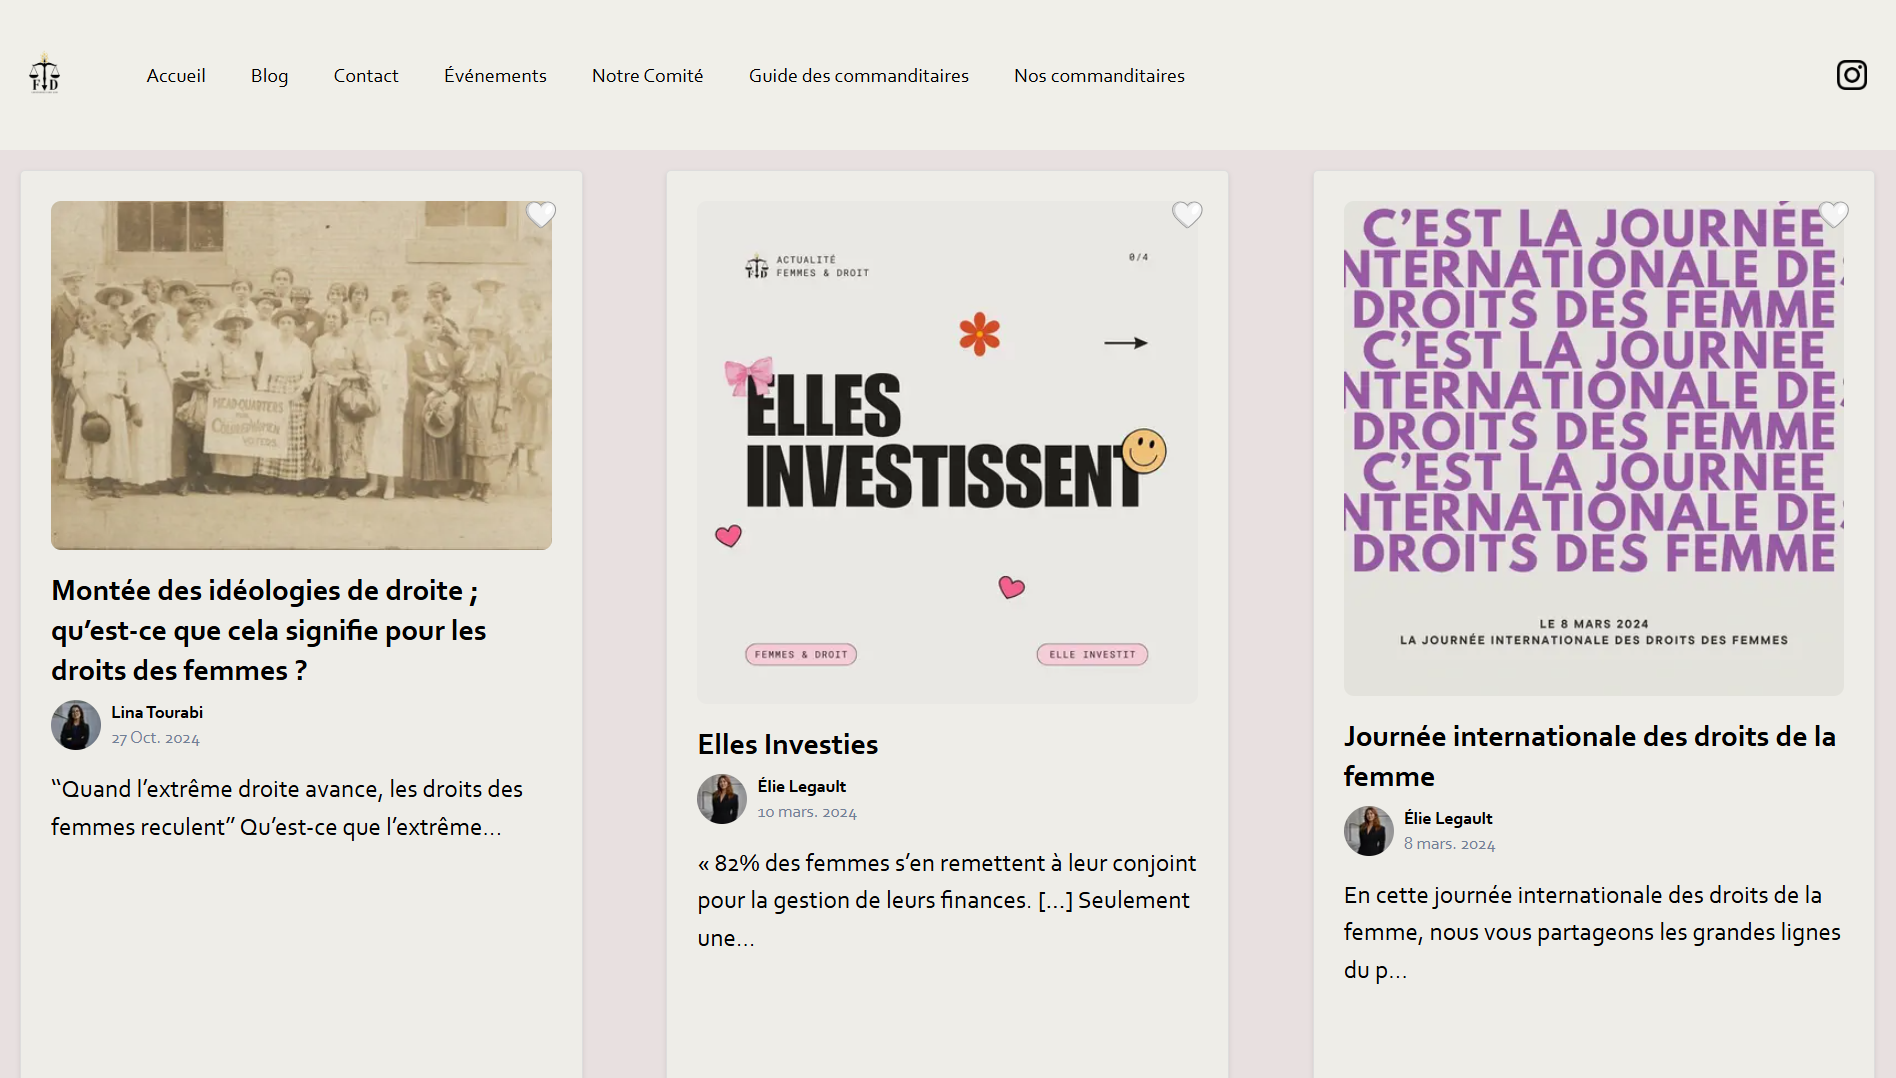 F D
Accueil
Blog
Contact
Événements
Notre Comité
Guide des commanditaires
Nos commanditaires
HEADQUARTERS
FOR
COLORED WOMEN
VOTERS
Montée des idéologies de droite ;
qu’est-ce que cela signifie pour les
droits des femmes ?
Lina Tourabi
27 Oct. 2024
“Quand l’extrême droite avance, les droits des
femmes reculent” Qu’est-ce que l’extrême...
F D
ACTUALITÉ
FEMMES & DROIT
0/4
ELLES
INVESTISSENT
FEMMES & DROIT
ELLE INVESTIT
Elles Investies
Élie Legault
10 mars. 2024
« 82% des femmes s’en remettent à leur conjoint
pour la gestion de leurs finances. [...] Seulement
une...
C’EST LA JOURNÉE
NTERNATIONALE DES
DROITS DES FEMME
C’EST LA JOURNÉE
NTERNATIONALE DES
DROITS DES FEMME
C’EST LA JOURNÉE
NTERNATIONALE DES
DROITS DES FEMME
LE 8 MARS 2024
LA JOURNÉE INTERNATIONALE DES DROITS DES FEMMES
Journée internationale des droits de la
femme
Élie Legault
8 mars. 2024
En cette journée internationale des droits de la
femme, nous vous partageons les grandes lignes
du p...